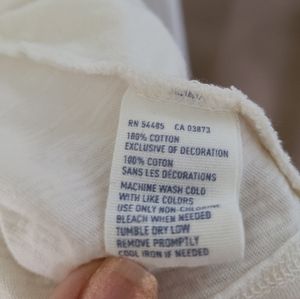 RN 54485 CA 03873
100% COTTON
EXCLUSIVE OF DECORATION
100% COTON
SANS LES DÉCORATIONS
MACHINE WASH COLD
WITH LIKE COLORS
USE ONLY NON-CHLORINE
BLEACH WHEN NEEDED
TUMBLE DRY LOW
REMOVE PROMPTLY
COOL IRON IF NEEDED